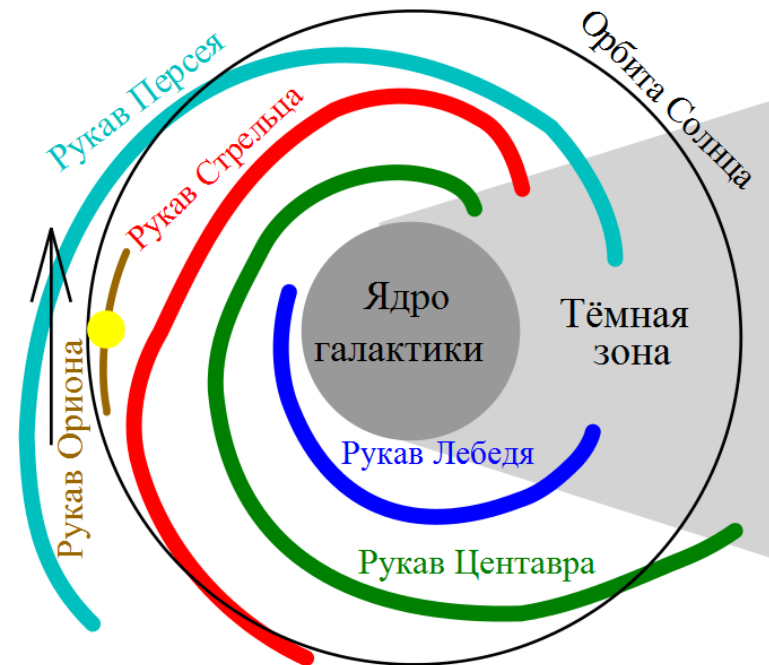 Рукав Персея
Орбита Солнца
Рукав Стрельца
Ядро
галактики
Тёмная
зона
Рукав Ориона
Рукав Лебедя
Рукав Центавра